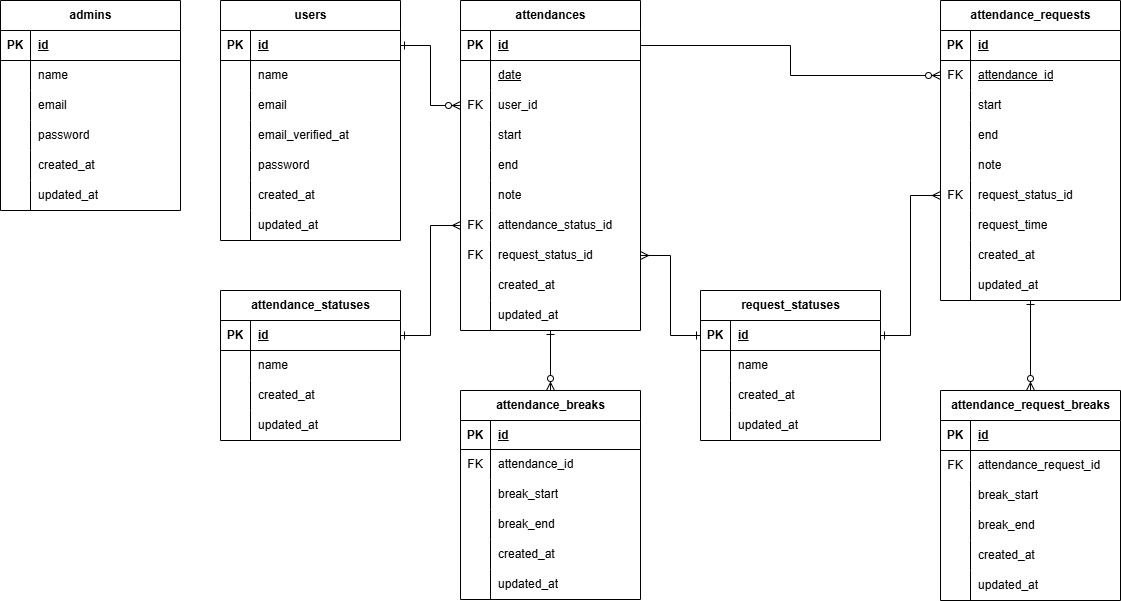 admins
PK id
name
email
password
created_at
updated_at
users
PK id
name
email
email_verified_at
password
created_at
updated_at
attendances
PK id
date
FK user_id
start
end
note
FK attendance_status_id
FK request_status_id
created_at
updated_at
attendance_requests
PK id
FK attendance_id
start
end
note
FK request_status_id
request_time
created_at
updated_at
attendance_statuses
PK id
name
created_at
updated_at
request_statuses
PK id
name
created_at
updated_at
attendance_breaks
PK id
FK attendance_id
break_start
break_end
created_at
updated_at
attendance_request_breaks
PK id
FK attendance_request_id
break_start
break_end
created_at
updated_at